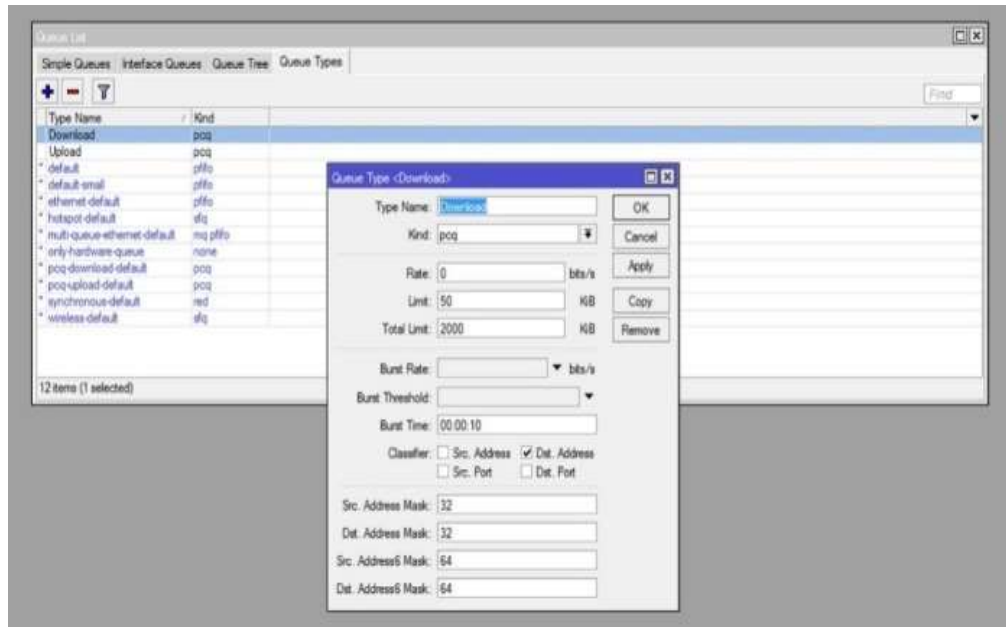 Queue List
Simple Queues Interface Queues Queue Tree Queue Types
Find
Type Name / Kind
Download pcq
Upload pcq
* default pfifo
* default-small pfifo
* ethernet-default pfifo
* hotspot-default sfq
* multi-queue-ethernet-default mq pfifo
* only-hardware-queue none
* pcq-download-default pcq
* pcq-upload-default pcq
* synchronous-default red
* wireless-default sfq
12 items (1 selected)
Queue Type <Download>
Type Name: Download
Kind: pcq
Rate: 0 bits/s
Limit: 50 KiB
Total Limit: 2000 KiB
Burst Rate: bits/s
Burst Threshold:
Burst Time: 00:00:10
Classifier: Src. Address Dst. Address
Src. Port Dst. Port
Src. Address Mask: 32
Dst. Address Mask: 32
Src. Address6 Mask: 64
Dst. Address6 Mask: 64
OK
Cancel
Apply
Copy
Remove